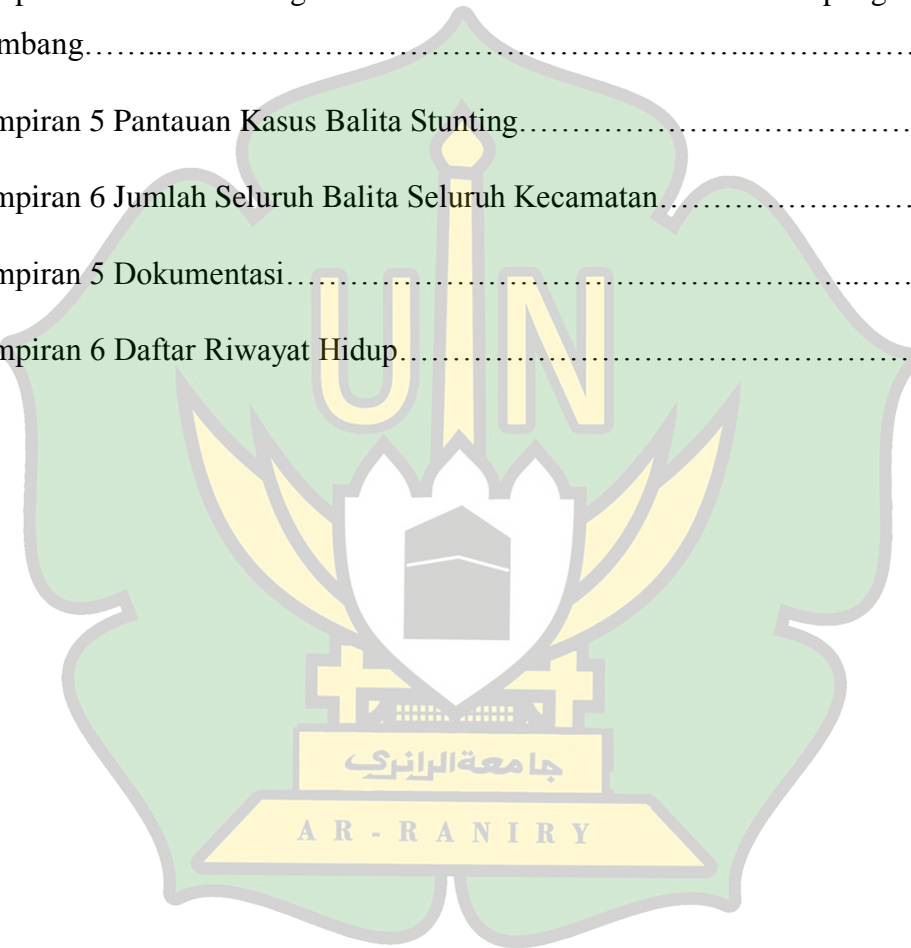 mbang……..…………………………………………………..………………
mpiran 5 Pantauan Kasus Balita Stunting……………………………………
mpiran 6 Jumlah Seluruh Balita Seluruh Kecamatan…………………………
mpiran 5 Dokumentasi…………………………………………………..…..……
mpiran 6 Daftar Riwayat Hidup…………………………………………………
UIN
جامعة الرانري
AR-RANIRY